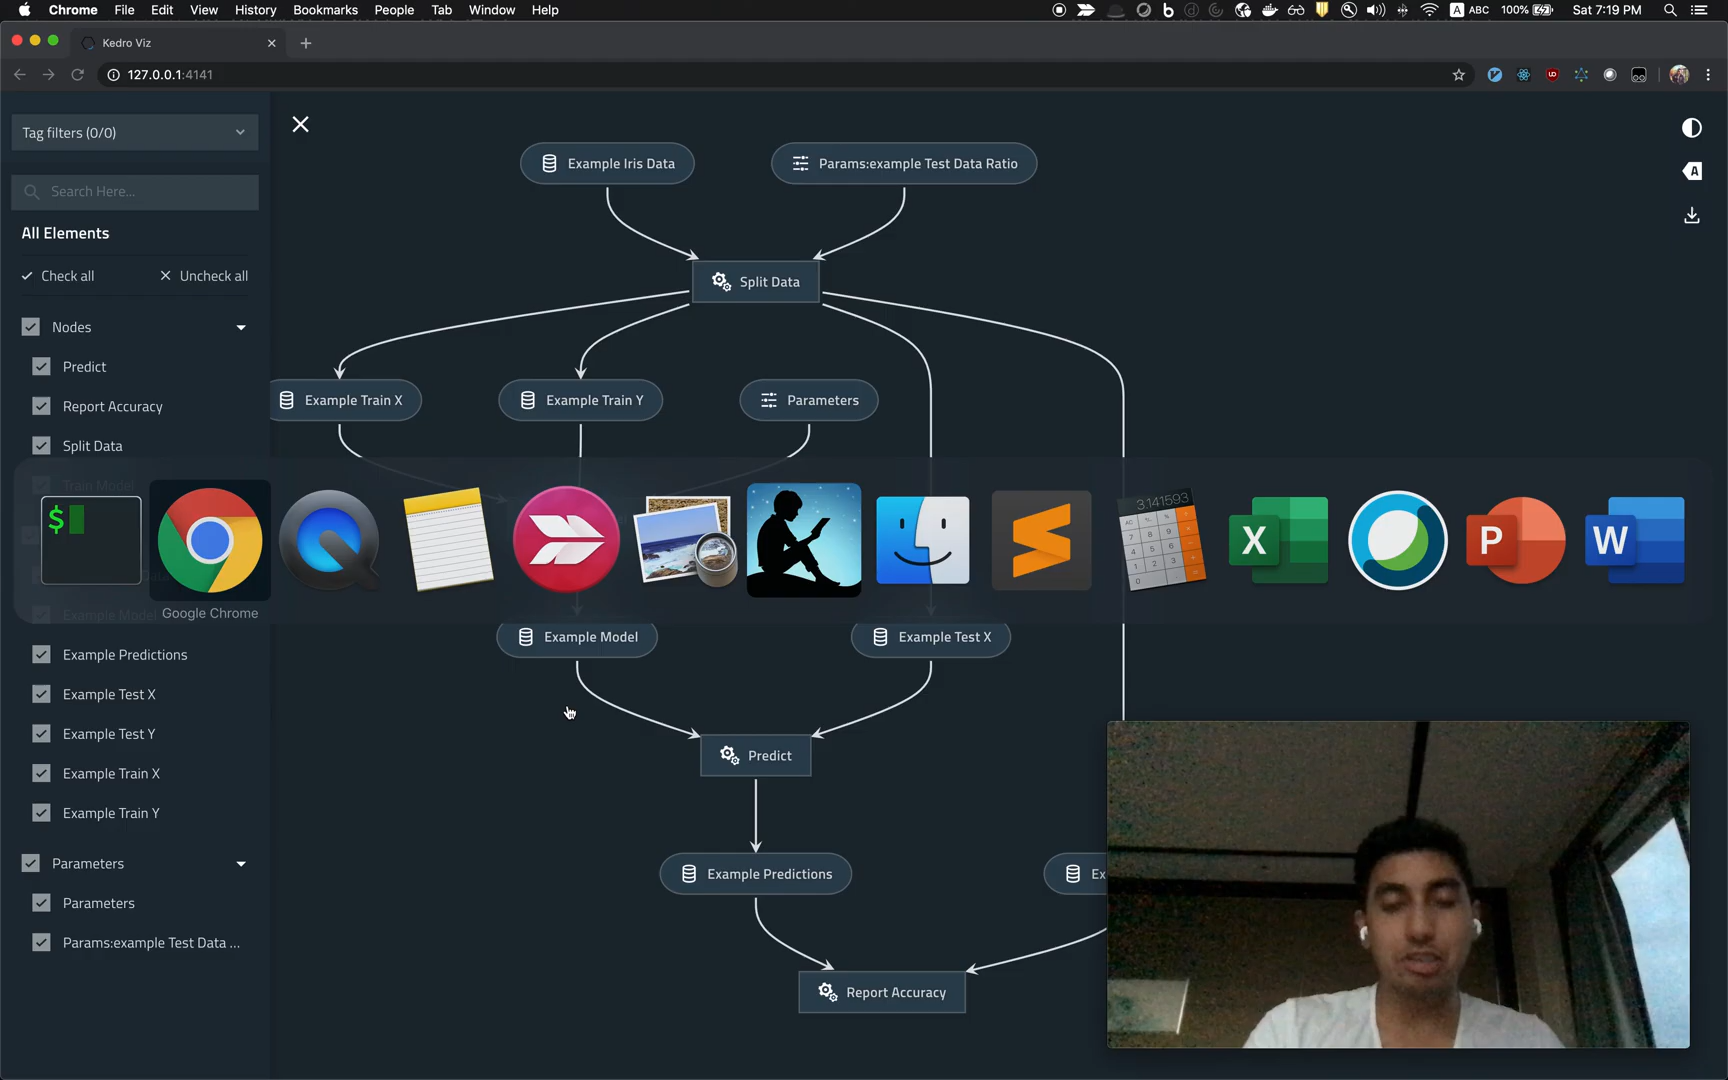 Chrome File Edit View History Bookmarks People Tab Window Help
A ABC 100% Sat 7:19 PM
Kedro Viz
127.0.0.1:4141
Tag filters (0/0)
Search Here...
All Elements
Check all Uncheck all
Nodes
Predict
Report Accuracy
Split Data
Train Model
Example Model
Example Predictions
Example Test X
Example Test Y
Example Train X
Example Train Y
Parameters
Parameters
Params:example Test Data ...
Example Iris Data
Params:example Test Data Ratio
Split Data
Example Train X
Example Train Y
Parameters
$
3.141593
X
P
W
Google Chrome
Example Model
Example Test X
Predict
Example Predictions
Ex
Report Accuracy